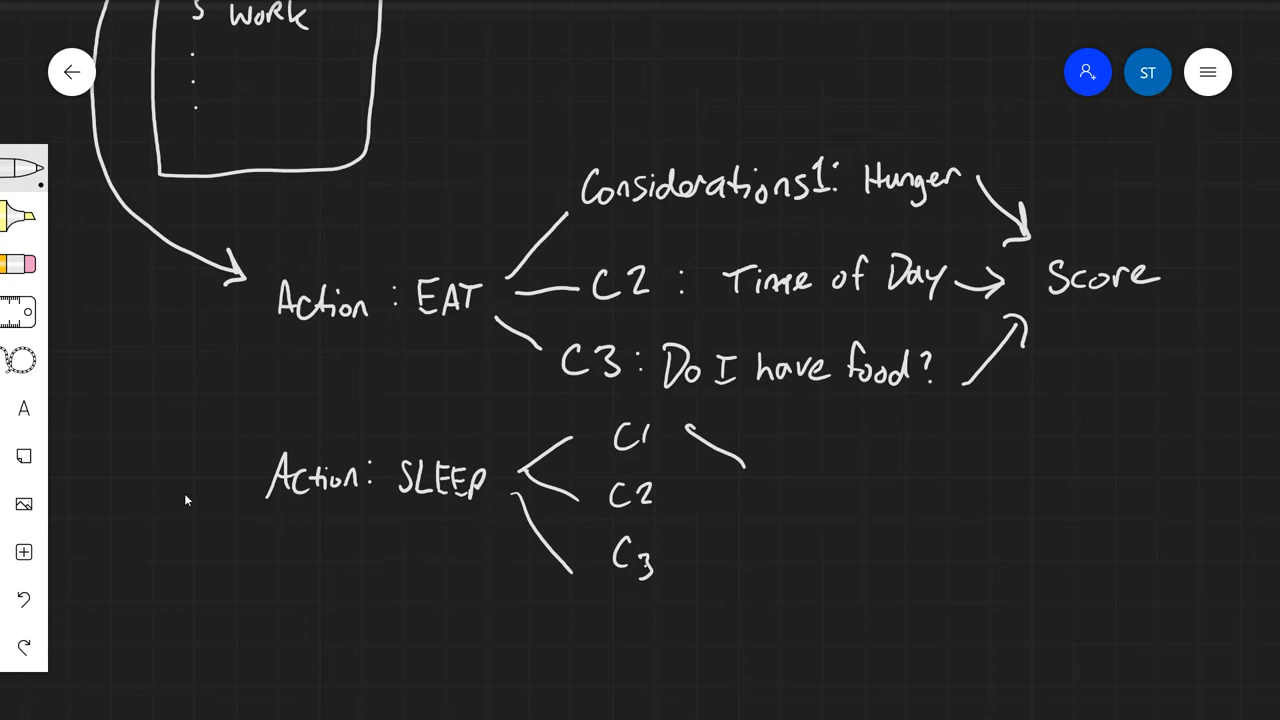 5 WORK
ST
Considerations1: Hunger
Action : EAT
C2 : Time of Day
Score
C3 : Do I have food?
Action: SLEEP
C1
C2
C3
A